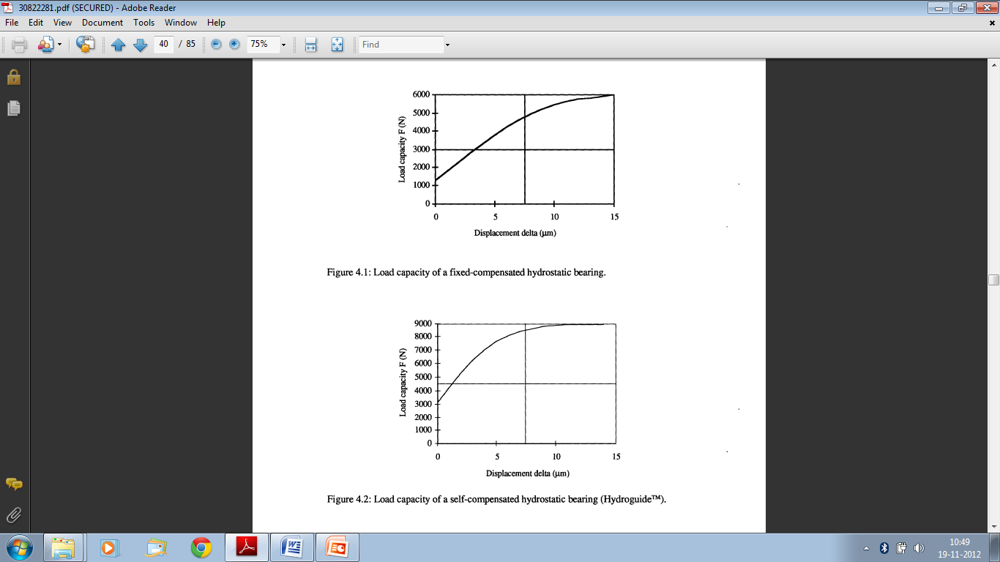 30822281.pdf (SECURED) - Adobe Reader
File Edit View Document Tools Window Help
40 / 85 75% Find
6000
5000
4000
3000
2000
1000
0
Load capacity F (N)
0 5 10 15
Displacement delta (µm)
Figure 4.1: Load capacity of a fixed-compensated hydrostatic bearing.
9000
8000
7000
6000
5000
4000
3000
2000
1000
0
Load capacity F (N)
0 5 10 15
Displacement delta (µm)
Figure 4.2: Load capacity of a self-compensated hydrostatic bearing (Hydroguide™).
10:49
19-11-2012